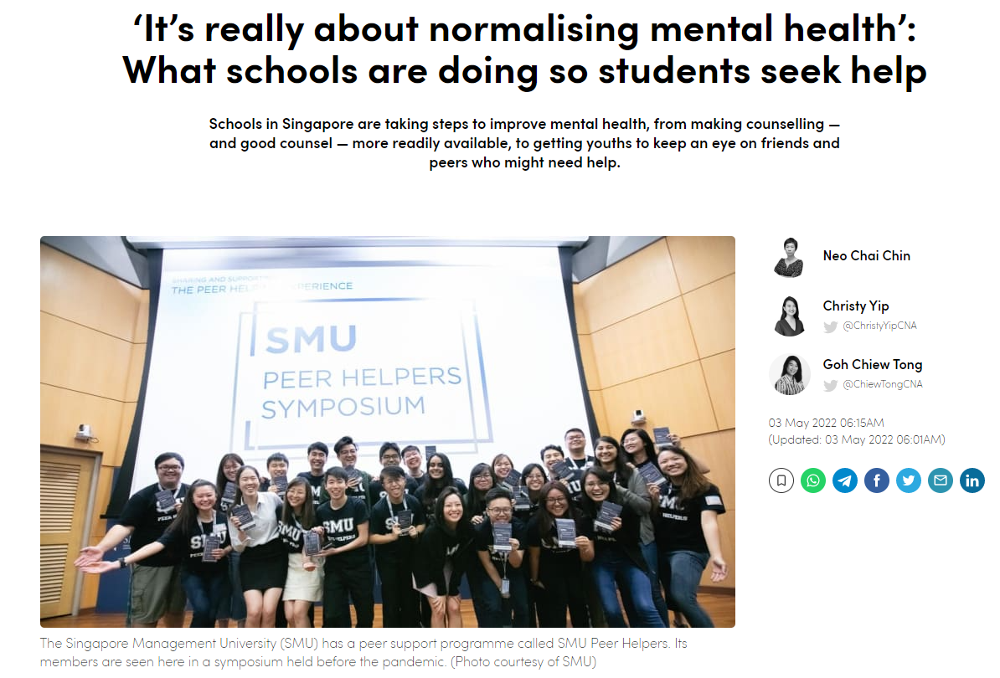 ‘It’s really about normalising mental health’:
What schools are doing so students seek help
Schools in Singapore are taking steps to improve mental health, from making counselling —
and good counsel — more readily available, to getting youths to keep an eye on friends and
peers who might need help.
SHARING AND SUPPORT
THE PEER HELP PERIENCE
SMU
PEER HELPERS
SYMPOSIUM
SMU
SMU
Neo Chai Chin
Christy Yip
@ChristyYipCNA
Goh Chiew Tong
@ChiewTongCNA
03 May 2022 06:15AM
(Updated: 03 May 2022 06:01AM)
The Singapore Management University (SMU) has a peer support programme called SMU Peer Helpers. Its
members are seen here in a symposium held before the pandemic. (Photo courtesy of SMU)